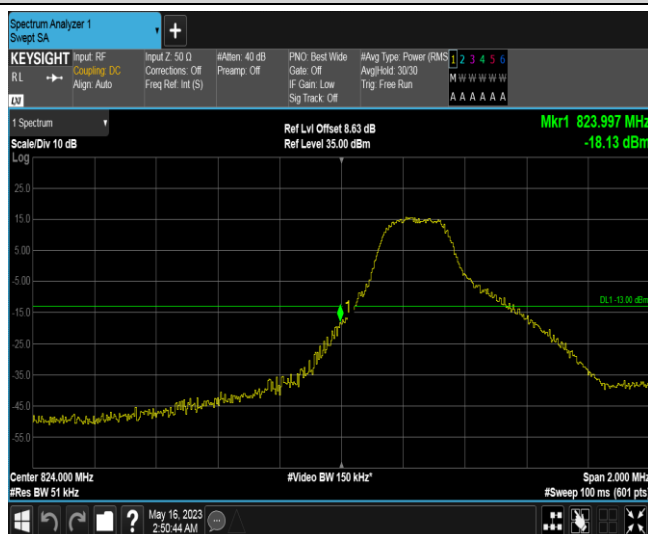 Spectrum Analyzer 1
Swept SA
+
KEYSIGHT Input: RF Input Z: 50 Ω #Atten: 40 dB PNO: Best Wide #Avg Type: Power (RMS 1 2 3 4 5 6
RL Coupling: DC Corrections: Off Preamp: Off Gate: Off Avg|Hold: 30/30 M W W W W W
Align: Auto Freq Ref: Int (S) IF Gain: Low Trig: Free Run
Sig Track: Off A A A A A A
LXI
1 Spectrum Ref Lvl Offset 8.63 dB Mkr1 823.997 MHz
Scale/Div 10 dB Ref Level 35.00 dBm -18.13 dBm
Log
25.0
15.0
5.00
-5.00
DL1 -13.00 dBm
1
-15.0
-25.0
-35.0
-45.0
-55.0
Center 824.000 MHz #Video BW 150 kHz* Span 2.000 MHz
#Res BW 51 kHz #Sweep 100 ms (601 pts)
? May 16, 2023
2:50:44 AM